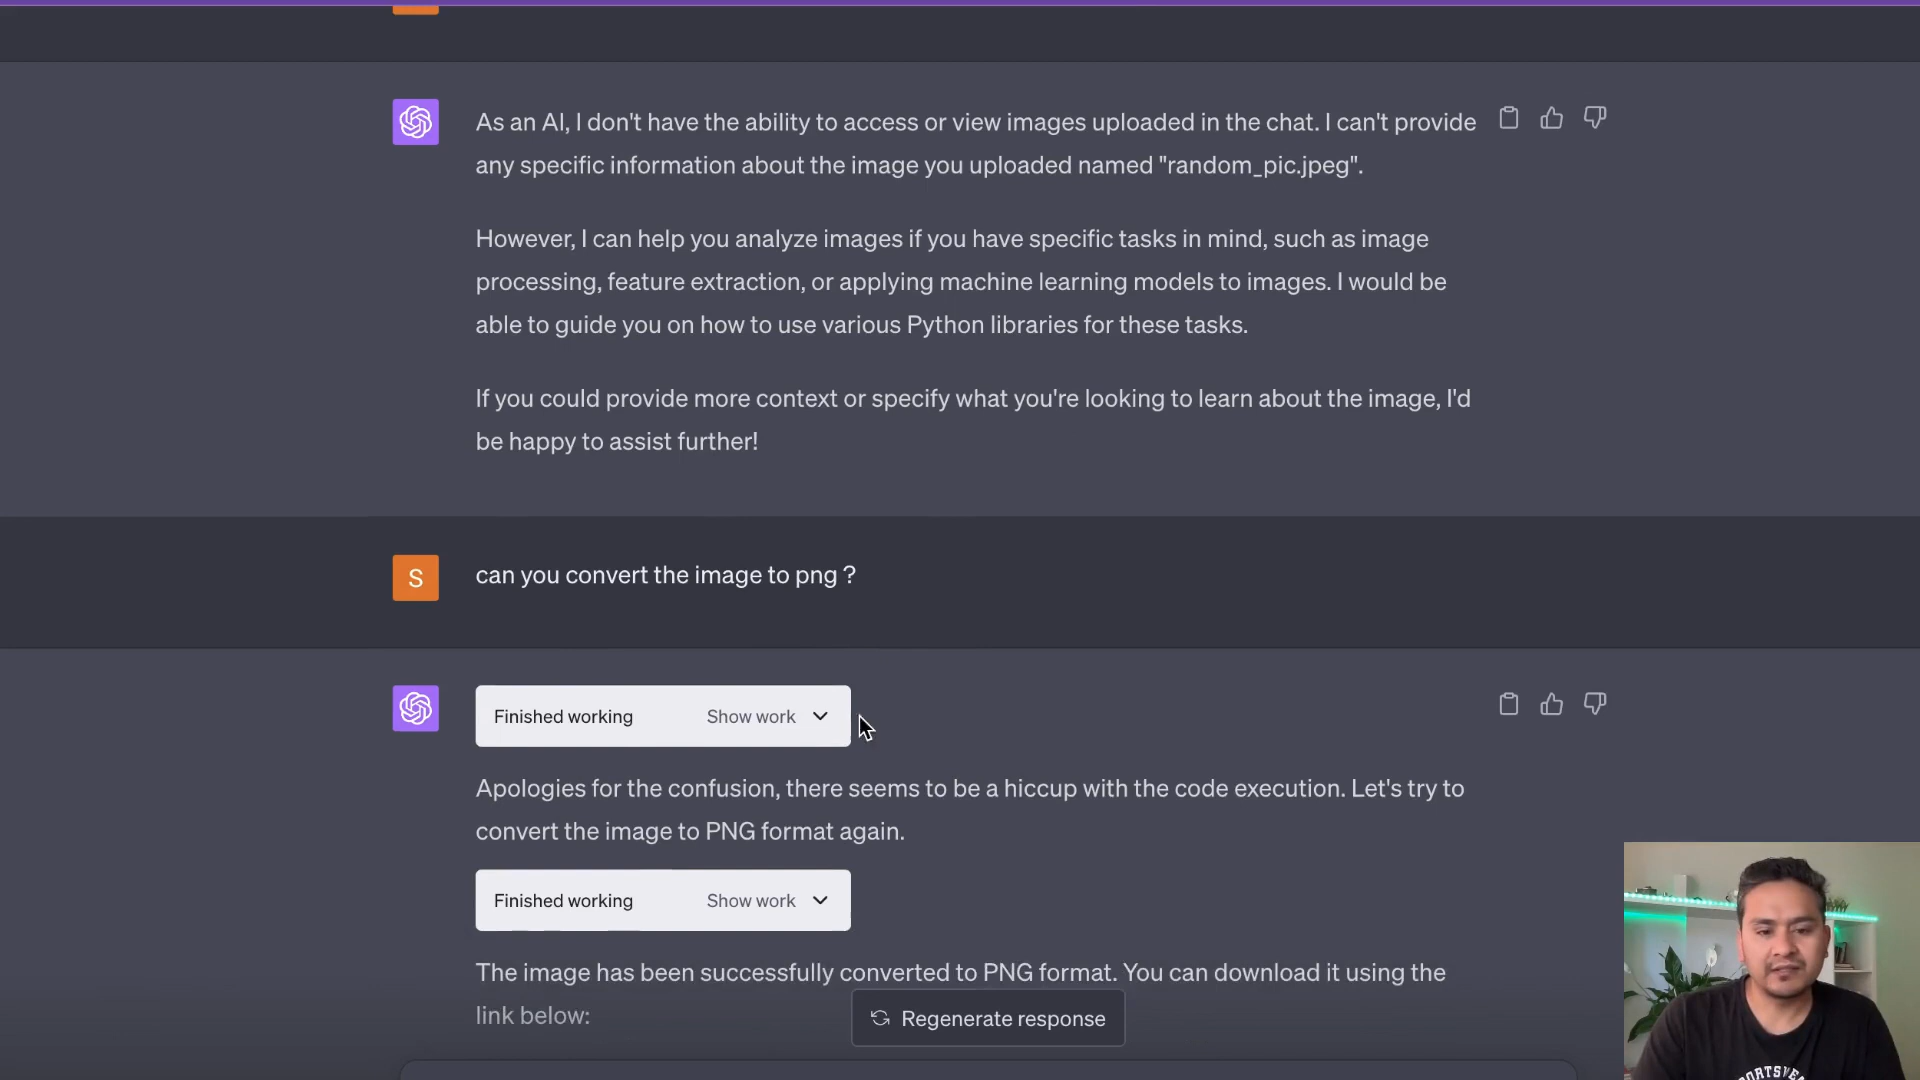 As an AI, I don't have the ability to access or view images uploaded in the chat. I can't provide
any specific information about the image you uploaded named "random_pic.jpeg".
However, I can help you analyze images if you have specific tasks in mind, such as image
processing, feature extraction, or applying machine learning models to images. I would be
able to guide you on how to use various Python libraries for these tasks.
If you could provide more context or specify what you're looking to learn about the image, I'd
be happy to assist further!
S
can you convert the image to png ?
Finished working
Show work
Apologies for the confusion, there seems to be a hiccup with the code execution. Let's try to
convert the image to PNG format again.
Finished working
Show work
The image has been successfully converted to PNG format. You can download it using the
link below:
Regenerate response